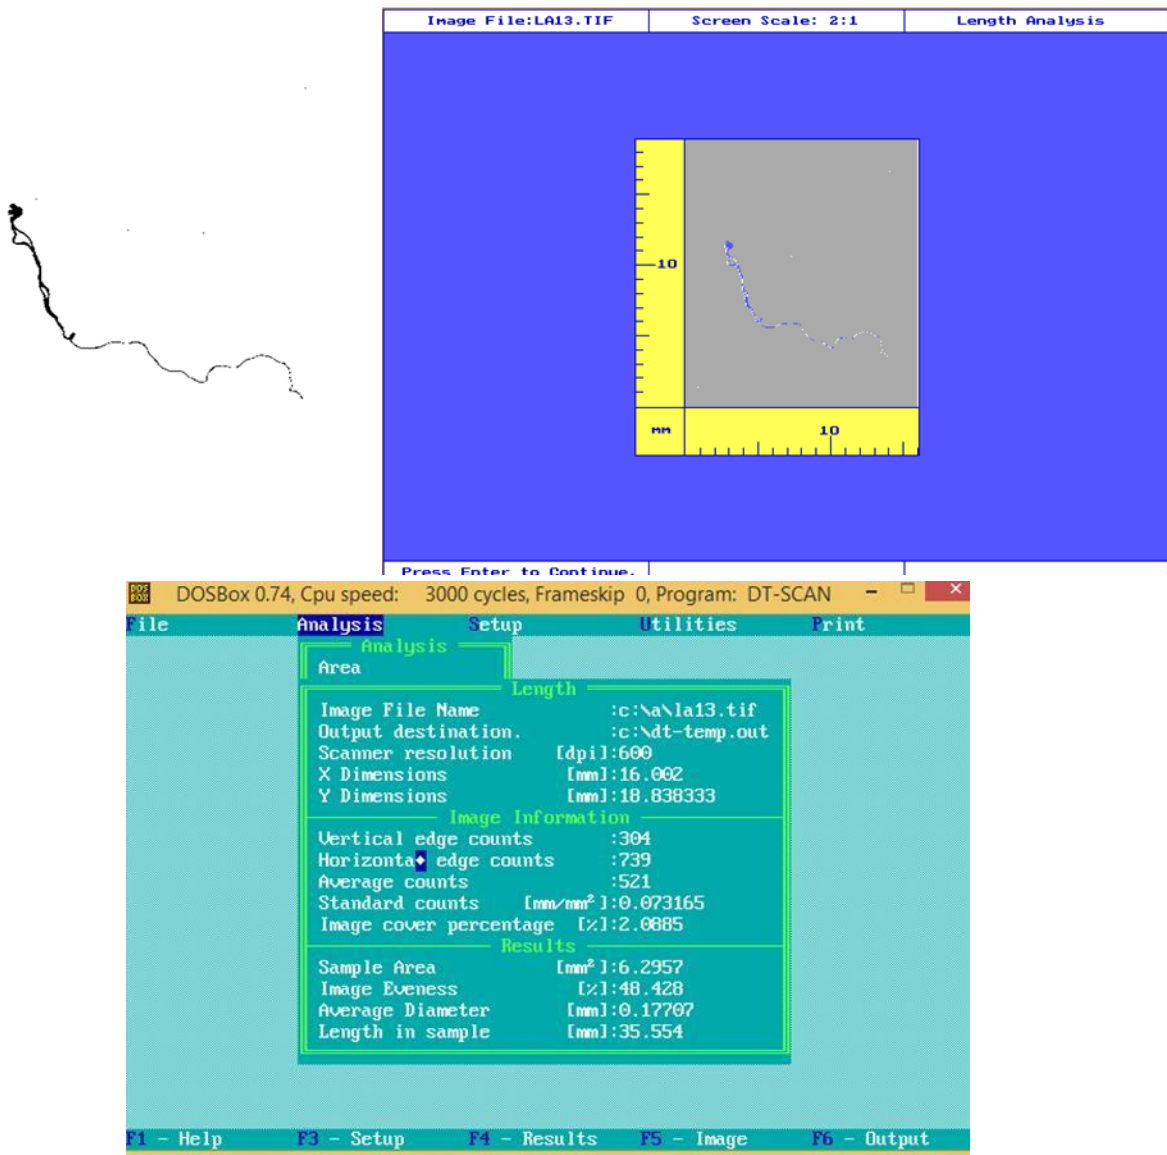 Image File:LA13.TIF Screen Scale: 2:1 Length Analysis
10
mm 10
Press Enter to Continue.
DOSBox 0.74, Cpu speed: 3000 cycles, Frameskip 0, Program: DT-SCAN
File Analysis Setup Utilities Print
Analysis
Area
Length
Image File Name :c:\a\la13.tif
Output destination. :c:\dt-temp.out
Scanner resolution [dpi]:600
X Dimensions [mm]:16.002
Y Dimensions [mm]:18.838333
Image Information
Vertical edge counts :304
Horizonta♦ edge counts :739
Average counts :521
Standard counts [mm/mm²]:0.073165
Image cover percentage [%]:2.0885
Results
Sample Area [mm²]:6.2957
Image Eveness [%]:48.428
Average Diameter [mm]:0.17707
Length in sample [mm]:35.554
F1 - Help F3 - Setup F4 - Results F5 - Image F6 - Output